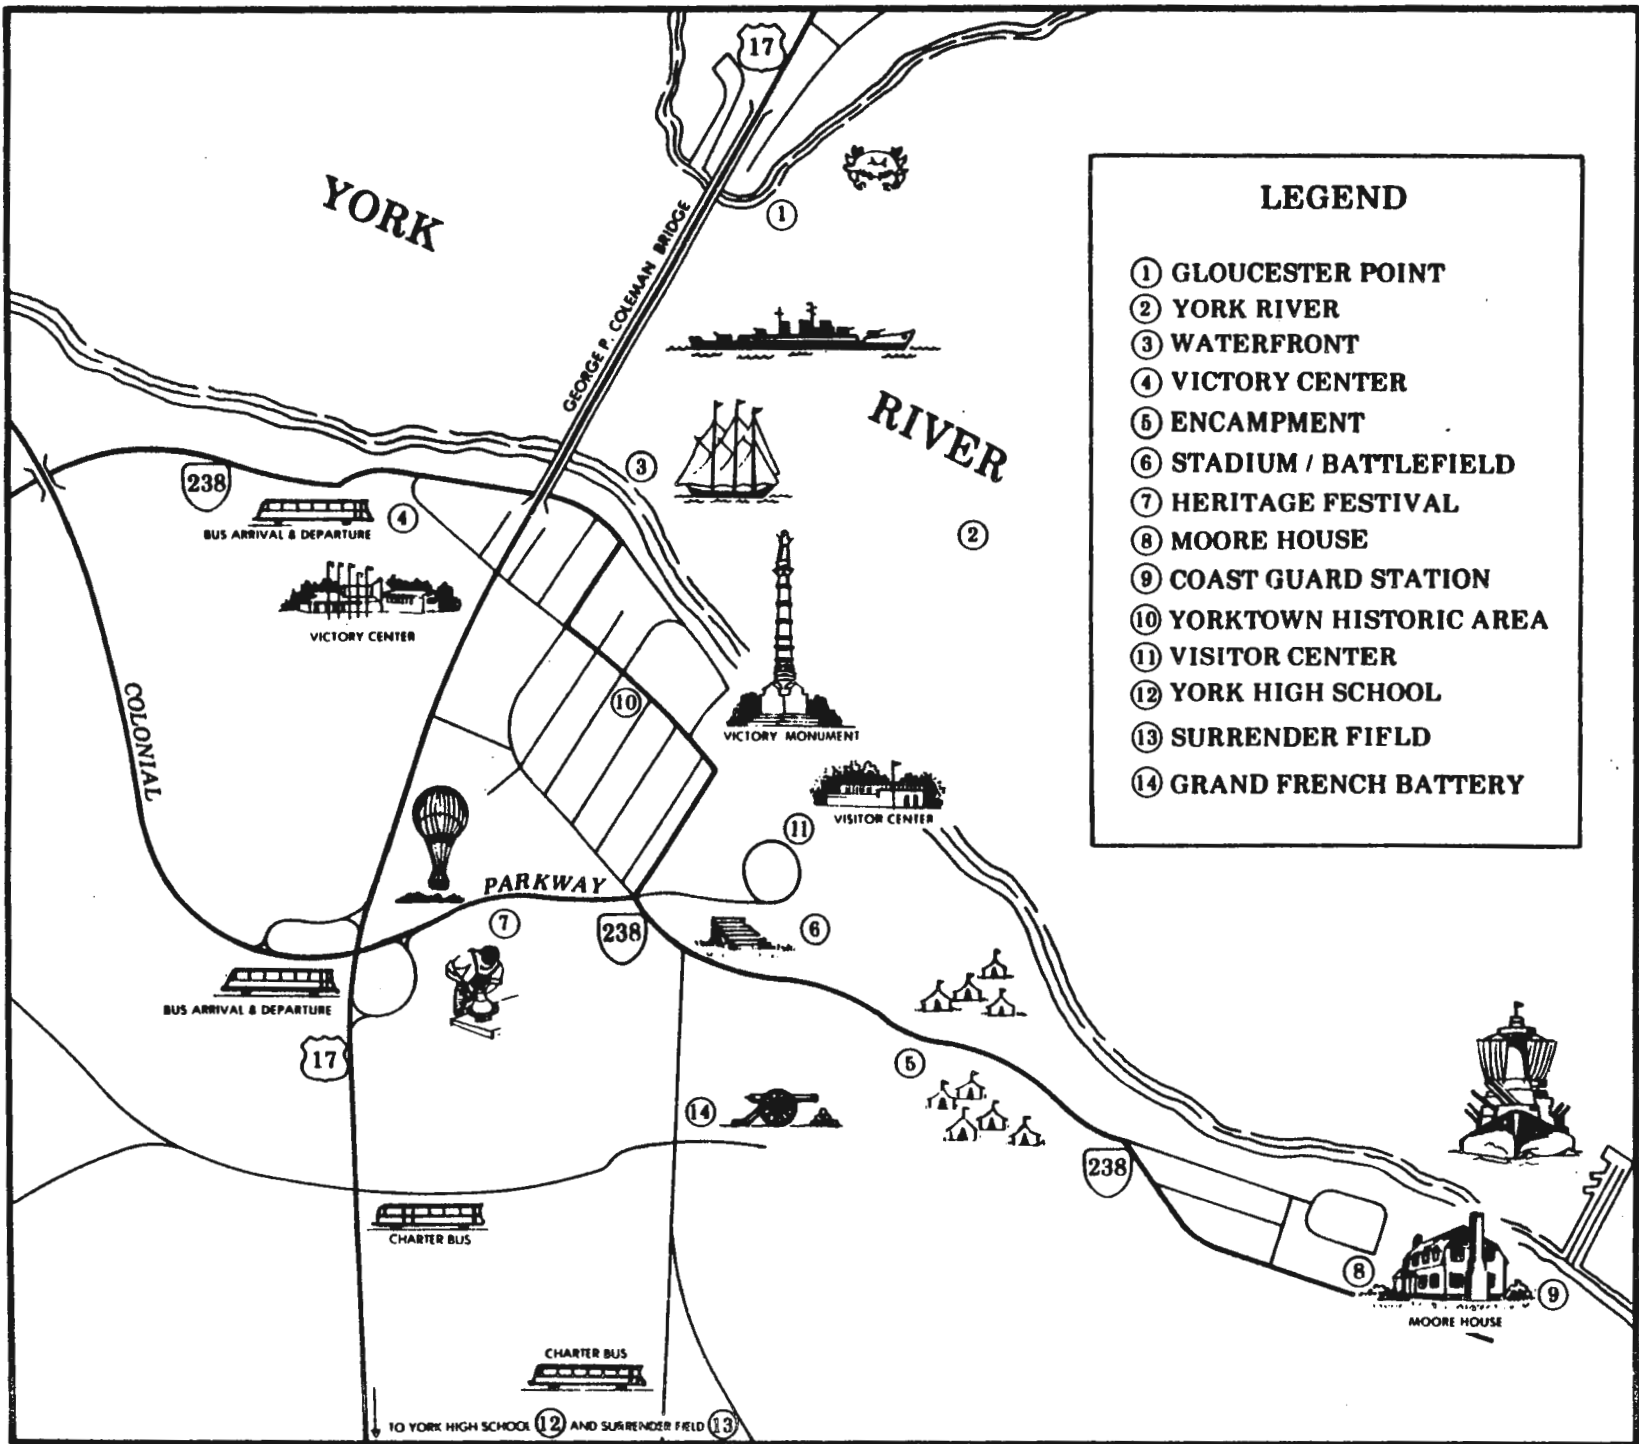 17
YORK
1
GEORGE P. COLEMAN BRIDGE
RIVER
3
238
BUS ARRIVAL & DEPARTURE
4
2
VICTORY CENTER
10
VICTORY MONUMENT
COLONIAL
VISITOR CENTER
11
PARKWAY
7
238
6
BUS ARRIVAL & DEPARTURE
17
5
14
238
CHARTER BUS
8
9
MOORE HOUSE
CHARTER BUS
TO YORK HIGH SCHOOL 12 AND SURRENDER FIELD 13
LEGEND
1 GLOUCESTER POINT
2 YORK RIVER
3 WATERFRONT
4 VICTORY CENTER
5 ENCAMPMENT
6 STADIUM / BATTLEFIELD
7 HERITAGE FESTIVAL
8 MOORE HOUSE
9 COAST GUARD STATION
10 YORKTOWN HISTORIC AREA
11 VISITOR CENTER
12 YORK HIGH SCHOOL
13 SURRENDER FIFLD
14 GRAND FRENCH BATTERY